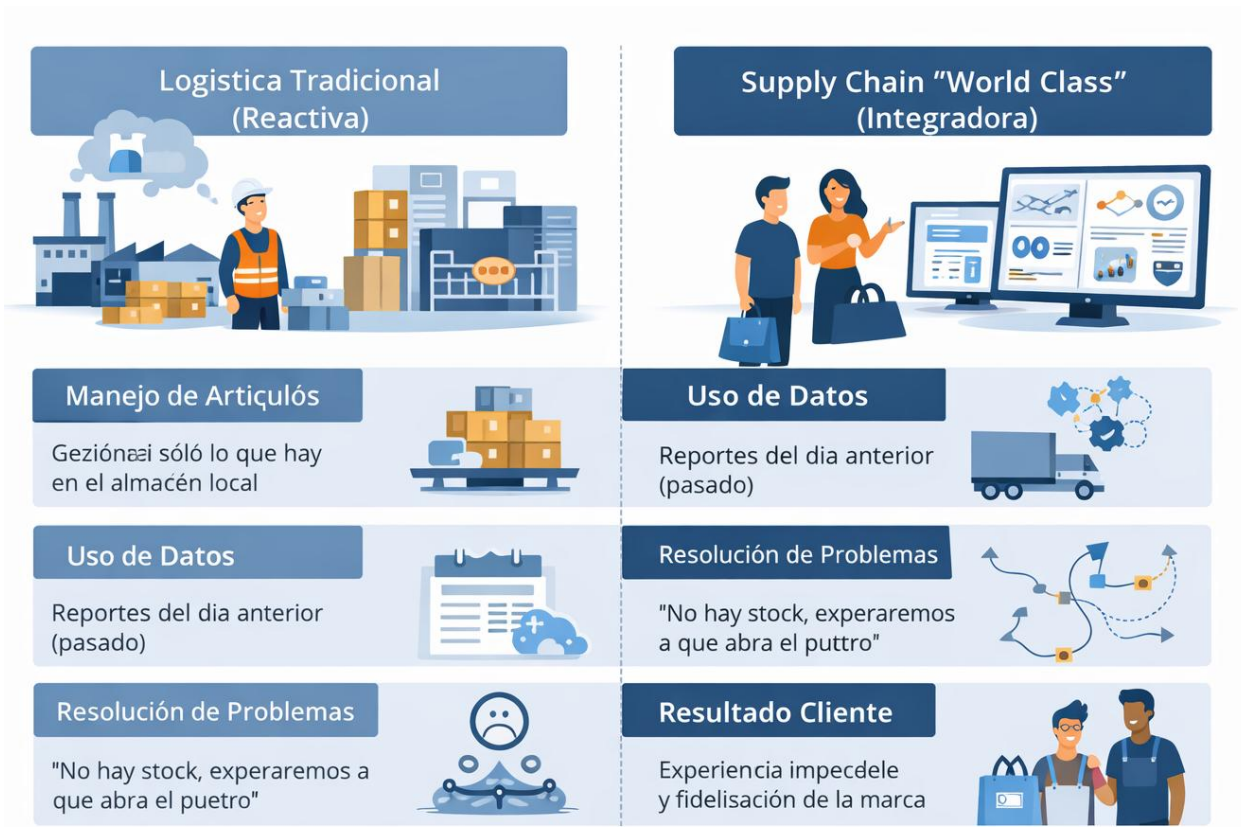 Logistica Tradicional
(Reactiva)
Manejo de Artiçulós
Geziónai sóló lo que hay
en el almaćén local
Uso de Datos
Reportes del dia anterior
(pasado)
Resolución de Problemas
"No hay stock, experaremos a
que abra el puetro"
Supply Chain "World Class"
(Integradora)
Uso de Datos
Reportes del dia anterior
(pasado)
Resolución de Problemas
"No hay stock, experaremos
a que abra el puttro"
Resultado Cliente
Experiencia impecdele
y fidelisación de la marca